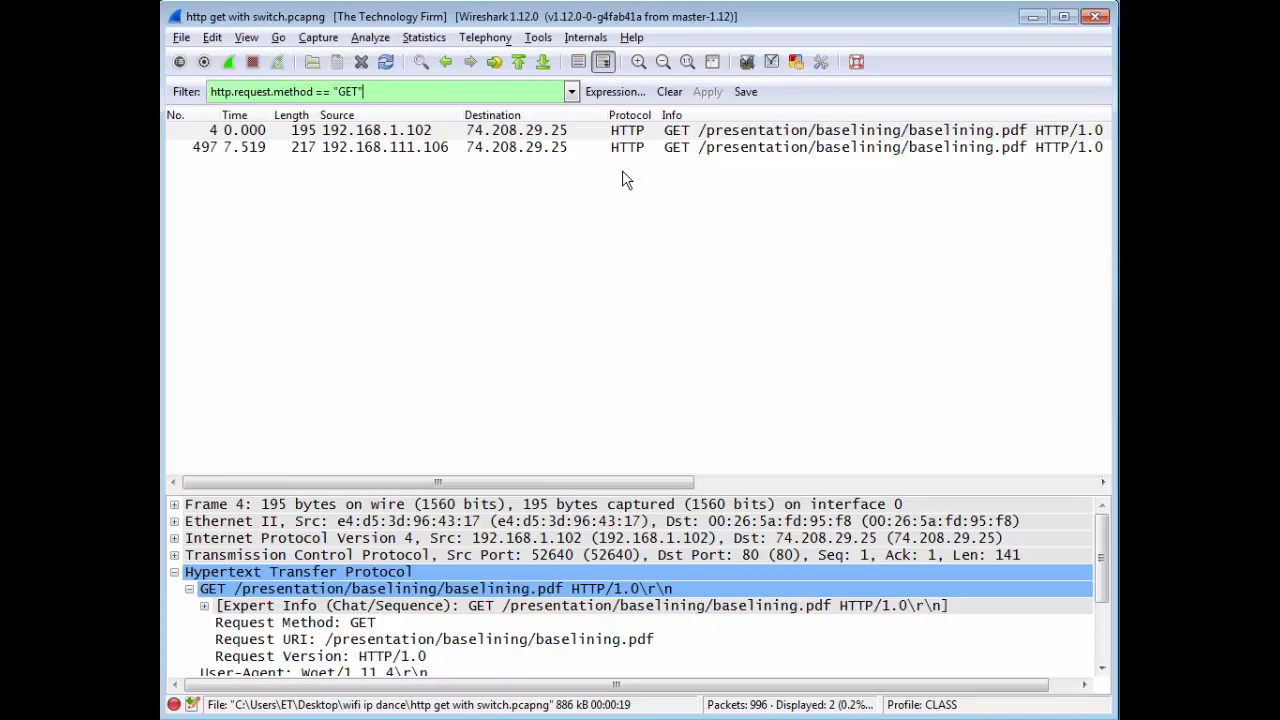 http get with switch.pcapng [The Technology Firm] [Wireshark 1.12.0 (v1.12.0-0-g4fab41a from master-1.12)]
File Edit View Go Capture Analyze Statistics Telephony Tools Internals Help
Filter: http.request.method == "GET" Expression... Clear Apply Save
No. Time Length Source Destination Protocol Info
4 0.000 195 192.168.1.102 74.208.29.25 HTTP GET /presentation/baselining/baselining.pdf HTTP/1.0
497 7.519 217 192.168.111.106 74.208.29.25 HTTP GET /presentation/baselining/baselining.pdf HTTP/1.0
Frame 4: 195 bytes on wire (1560 bits), 195 bytes captured (1560 bits) on interface 0
Ethernet II, Src: e4:d5:3d:96:43:17 (e4:d5:3d:96:43:17), Dst: 00:26:5a:fd:95:f8 (00:26:5a:fd:95:f8)
Internet Protocol Version 4, Src: 192.168.1.102 (192.168.1.102), Dst: 74.208.29.25 (74.208.29.25)
Transmission Control Protocol, Src Port: 52640 (52640), Dst Port: 80 (80), Seq: 1, Ack: 1, Len: 141
Hypertext Transfer Protocol
GET /presentation/baselining/baselining.pdf HTTP/1.0\r\n
[Expert Info (Chat/Sequence): GET /presentation/baselining/baselining.pdf HTTP/1.0\r\n]
Request Method: GET
Request URI: /presentation/baselining/baselining.pdf
Request Version: HTTP/1.0
User-Agent: Wget/1.11.4\r\n
File: "C:\Users\ET\Desktop\wifi ip dance\http get with switch.pcapng" 886 kB 00:00:19 Packets: 996 · Displayed: 2 (0.2%... Profile: CLASS